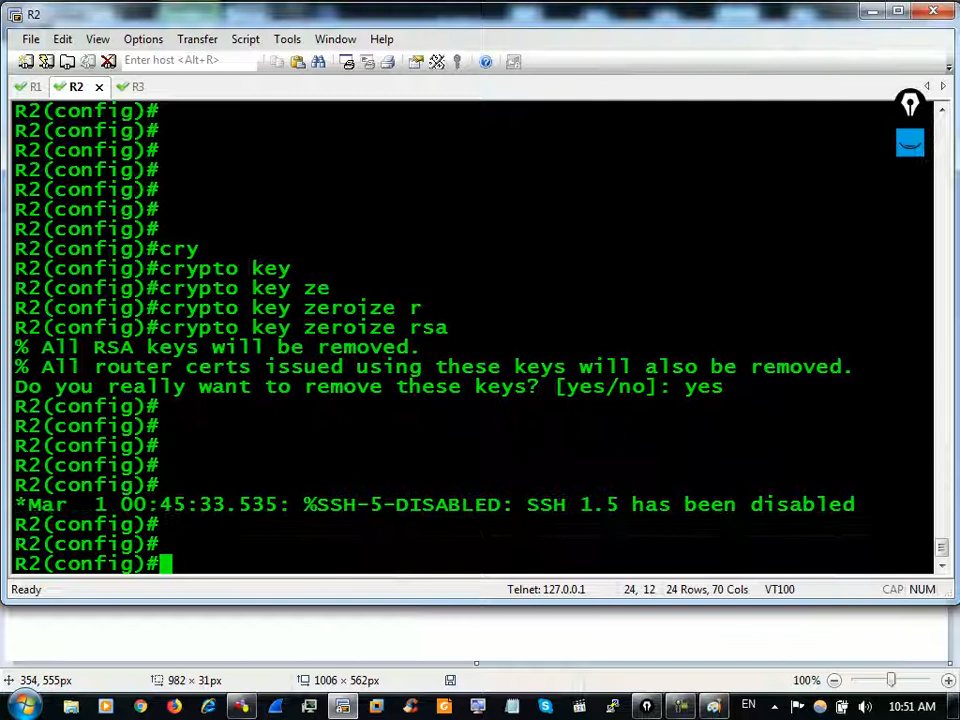 R2
File Edit View Options Transfer Script Tools Window Help
Enter host <Alt+R>
R1 R2 R3
R2(config)#
R2(config)#
R2(config)#
R2(config)#
R2(config)#
R2(config)#
R2(config)#
R2(config)#cry
R2(config)#crypto key
R2(config)#crypto key ze
R2(config)#crypto key zeroize r
R2(config)#crypto key zeroize rsa
% All RSA keys will be removed.
% All router certs issued using these keys will also be removed.
Do you really want to remove these keys? [yes/no]: yes
R2(config)#
R2(config)#
R2(config)#
R2(config)#
R2(config)#
*Mar  1 00:45:33.535: %SSH-5-DISABLED: SSH 1.5 has been disabled
R2(config)#
R2(config)#
R2(config)#
Ready Telnet: 127.0.0.1 24, 12 24 Rows, 70 Cols VT100 CAP NUM
354, 555px 982 × 31px 1006 × 562px 100%
EN 10:51 AM